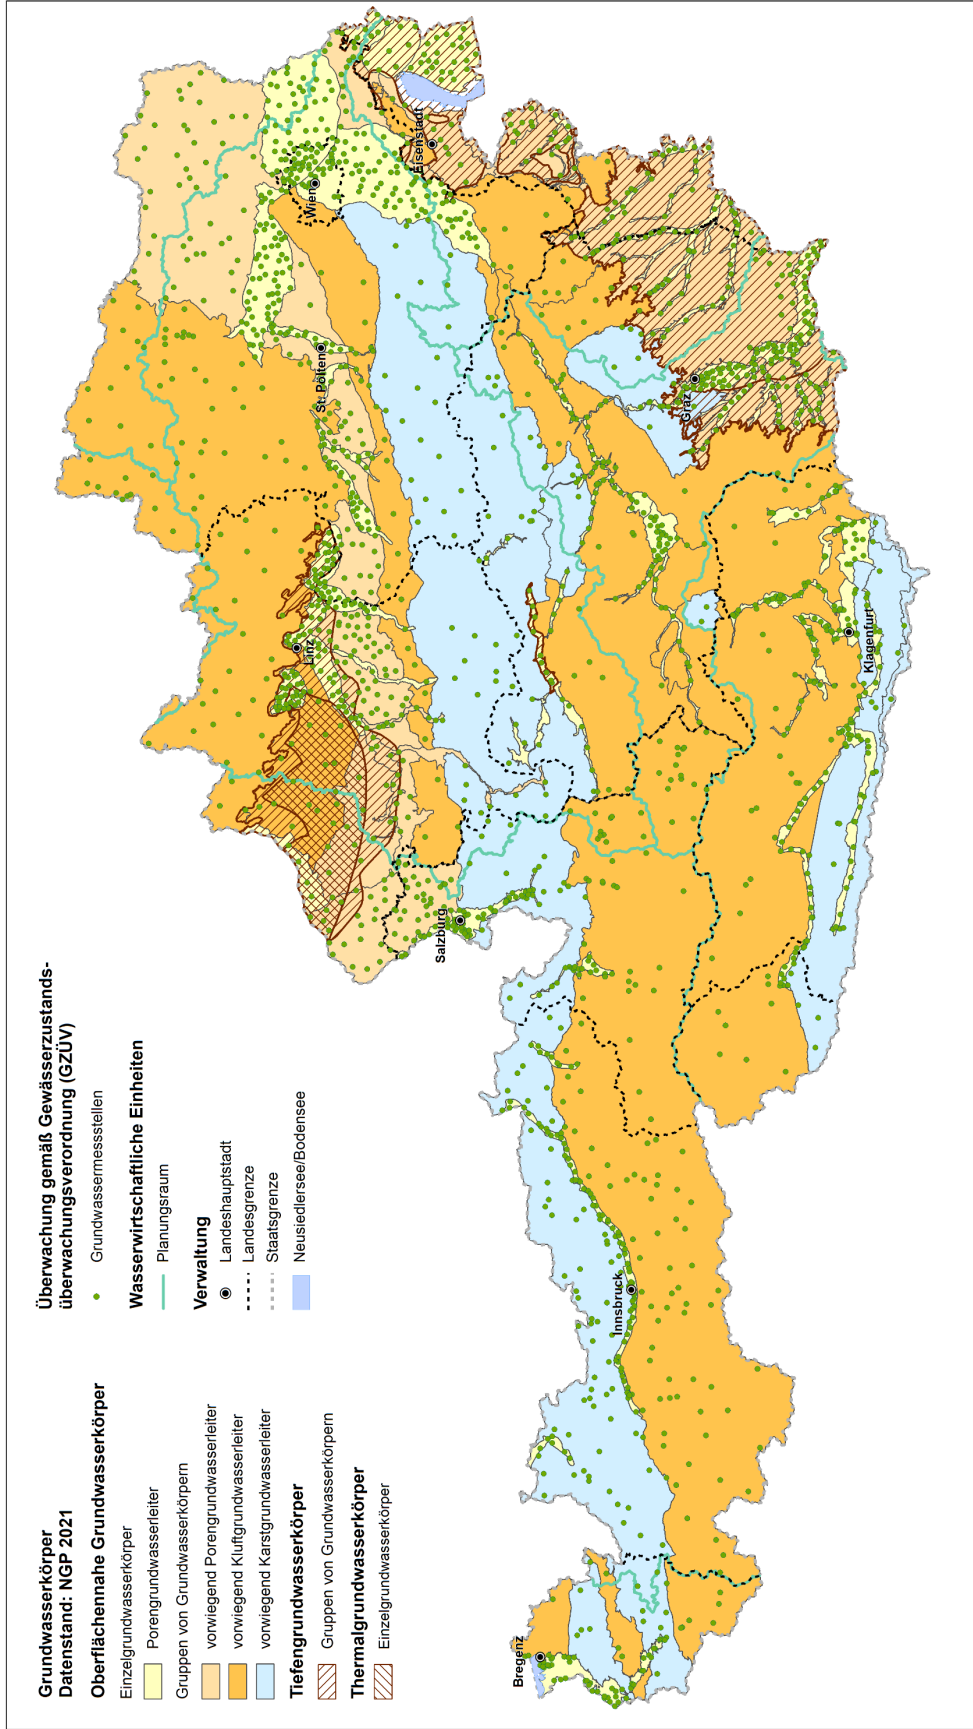 Grundwasserkörper
Datenstand: NGP 2021
Oberflächennahe Grundwasserkörper
Einzelgrundwasserkörper
Porengrundwasserleiter
Gruppen von Grundwasserkörpern
vorwiegend Porengrundwasserleiter
vorwiegend Kluftgrundwasserleiter
vorwiegend Karstgrundwasserleiter
Tiefengrundwasserkörper
Gruppen von Grundwasserkörpern
Thermalgrundwasserkörper
Einzelgrundwasserkörper
Überwachung gemäß Gewässerzustands-
überwachungsverordnung (GZÜV)
Grundwassermessstellen
Wasserwirtschaftliche Einheiten
Planungsraum
Verwaltung
Landeshauptstadt
Landesgrenze
Staatsgrenze
Neusiedlersee/Bodensee
Bregenz
Innsbruck
Salzburg
Linz
St. Pölten
Wien
Eisenstadt
Graz
Klagenfurt